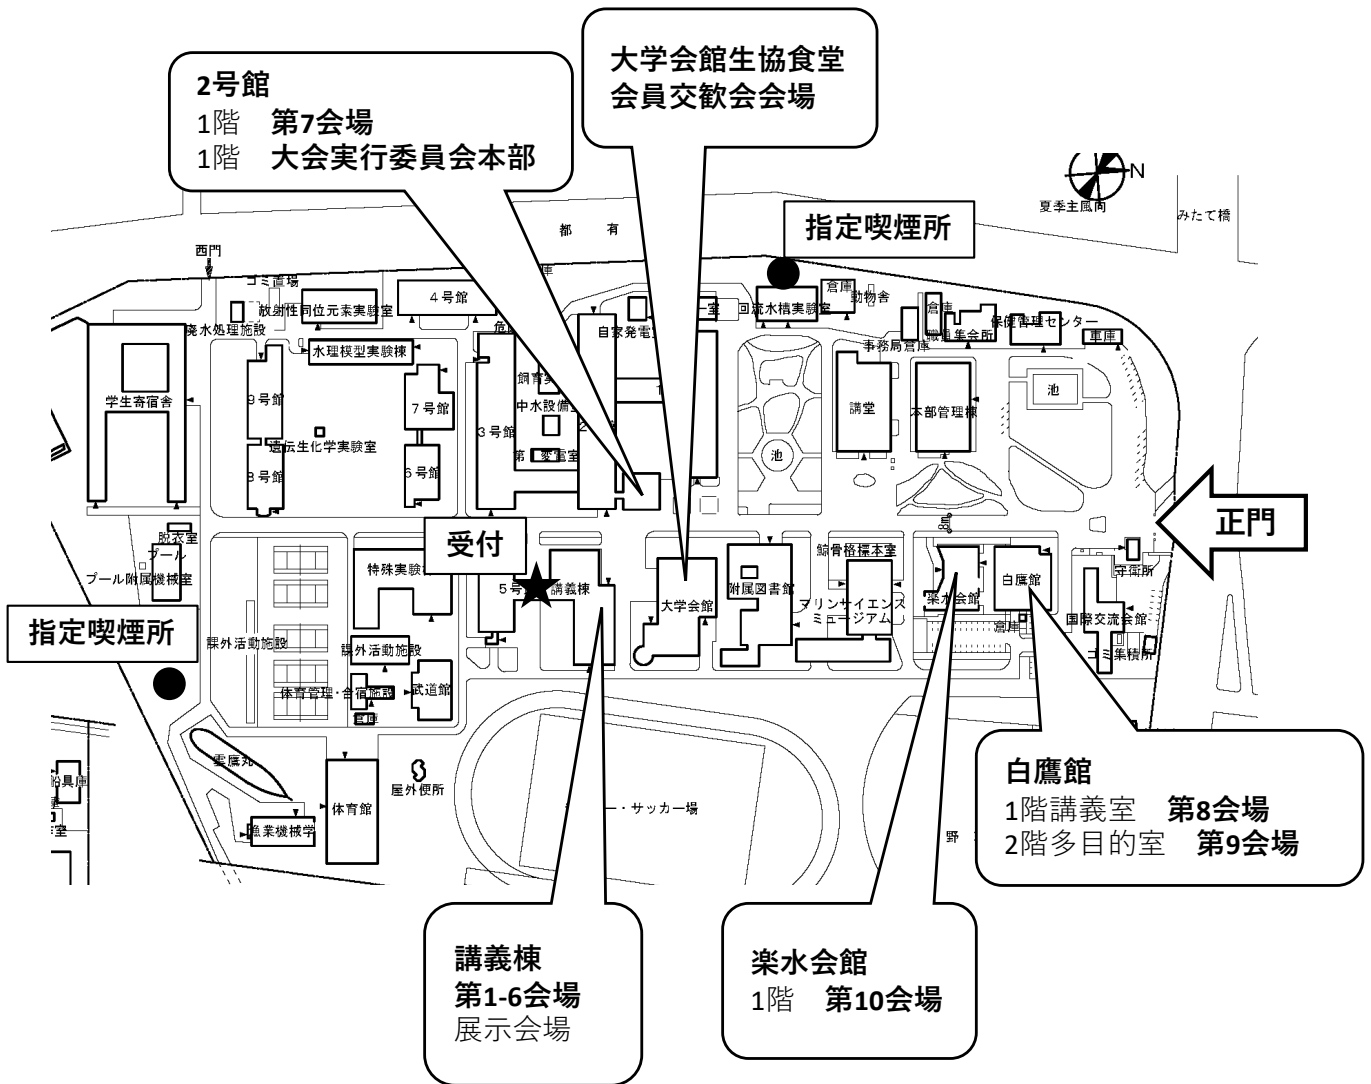 大学会館生協食堂
会員交歓会会場
2号館
1階 第7会場
1階 大会実行委員会本部
N
夏季主風向
みたて橋
指定喫煙所
都 有
西門
ゴミ置場
放射性同位元素実験室
4号館
廃水処理施設
水理模型実験棟
自家発電
回流水槽実験室
倉庫
動物舎
倉庫
事務局倉庫
職員集会所
保健管理センター
車庫
学生寄宿舎
9号館
7号館
3号館
中水設備
遺伝生化学実験室
8号館
6号館
第一変電室
講堂
本部管理棟
池
池
正門
受付
脱衣室
プール
プール附属機械室
特殊実験
5号
講義棟
大学会館
附属図書館
鯨骨格標本室
マリンサイエンス
ミュージアム
楽水会館
白鷹館
守衛所
倉庫
国際交流会館
ゴミ集積所
指定喫煙所
課外活動施設
課外活動施設
体育管理・合宿施設
武道館
倉庫
雲鷹丸
屋外便所
体育館
漁業機械学
船具庫
ー・サッカー場
野
白鷹館
1階講義室 第8会場
2階多目的室 第9会場
講義棟
第1-6会場
展示会場
楽水会館
1階 第10会場